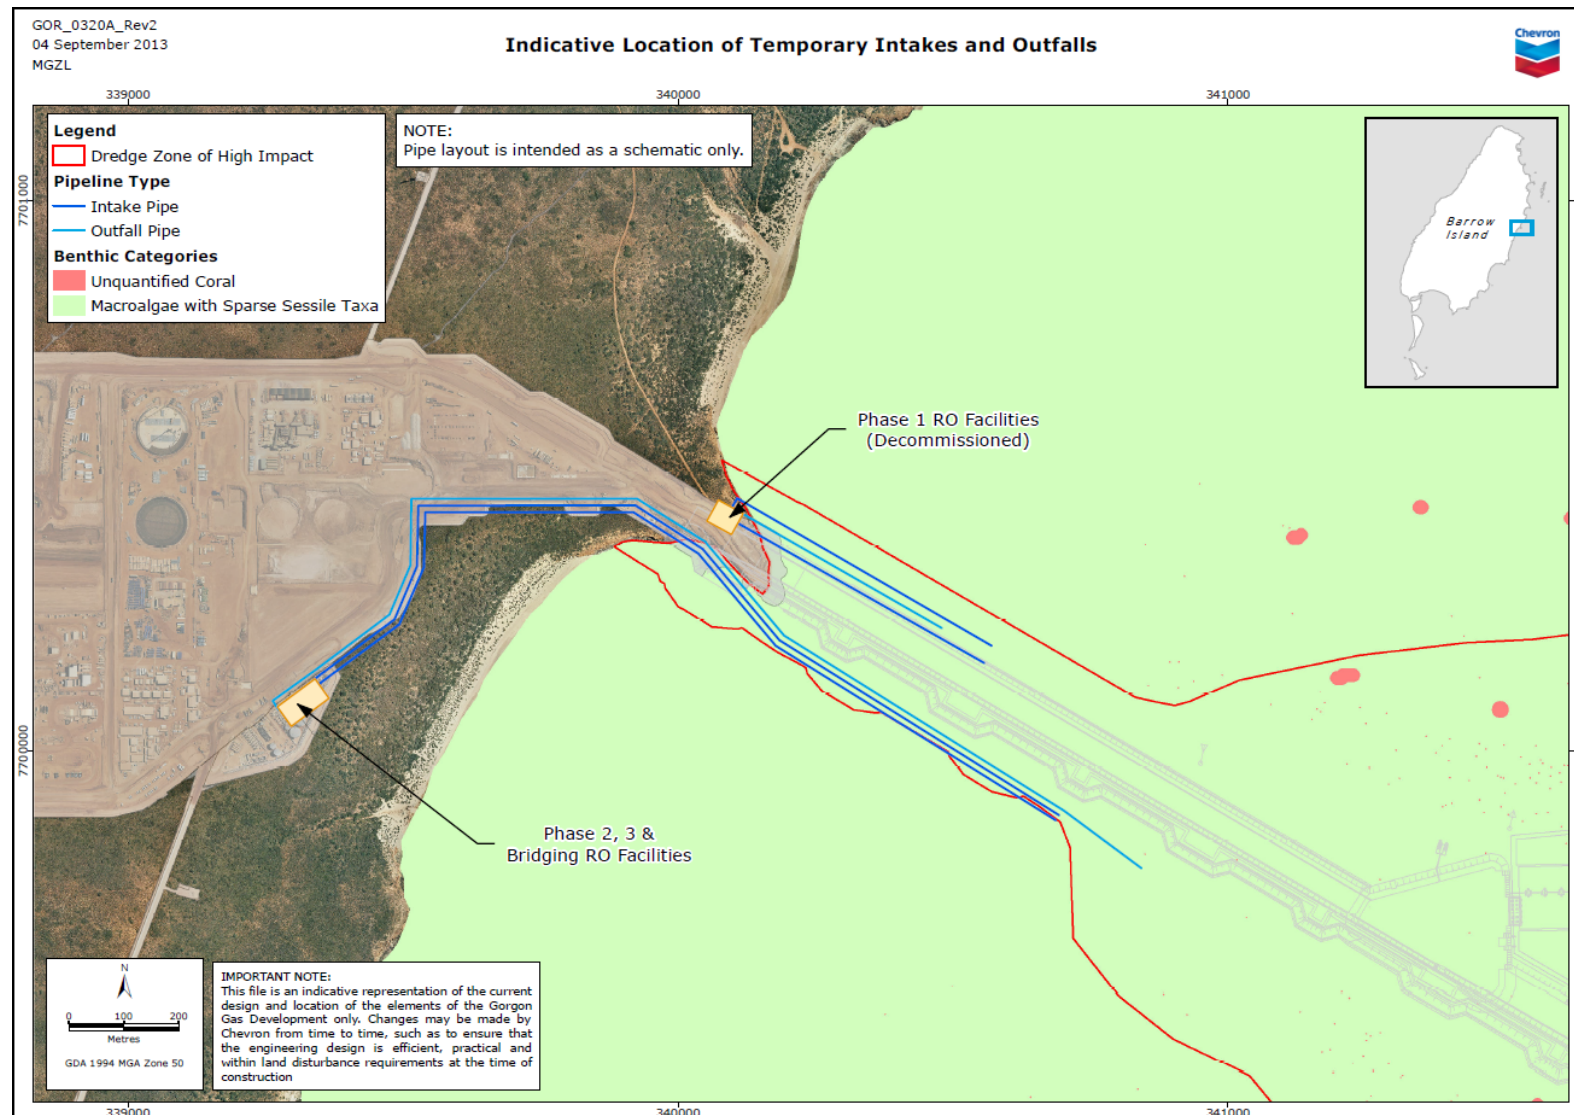 GOR_0320A_Rev2
04 September 2013
MGZL
Indicative Location of Temporary Intakes and Outfalls
Chevron
339000
340000
341000
7701000
7700000
Legend
Dredge Zone of High Impact
Pipeline Type
Intake Pipe
Outfall Pipe
Benthic Categories
Unquantified Coral
Macroalgae with Sparse Sessile Taxa
NOTE:
Pipe layout is intended as a schematic only.
Barrow
Island
Phase 1 RO Facilities
(Decommissioned)
Phase 2, 3 &
Bridging RO Facilities
N
0 100 200
Metres
GDA 1994 MGA Zone 50
IMPORTANT NOTE:
This file is an indicative representation of the current
design and location of the elements of the Gorgon
Gas Development only. Changes may be made by
Chevron from time to time, such as to ensure that
the engineering design is efficient, practical and
within land disturbance requirements at the time of
construction
339000
340000
341000